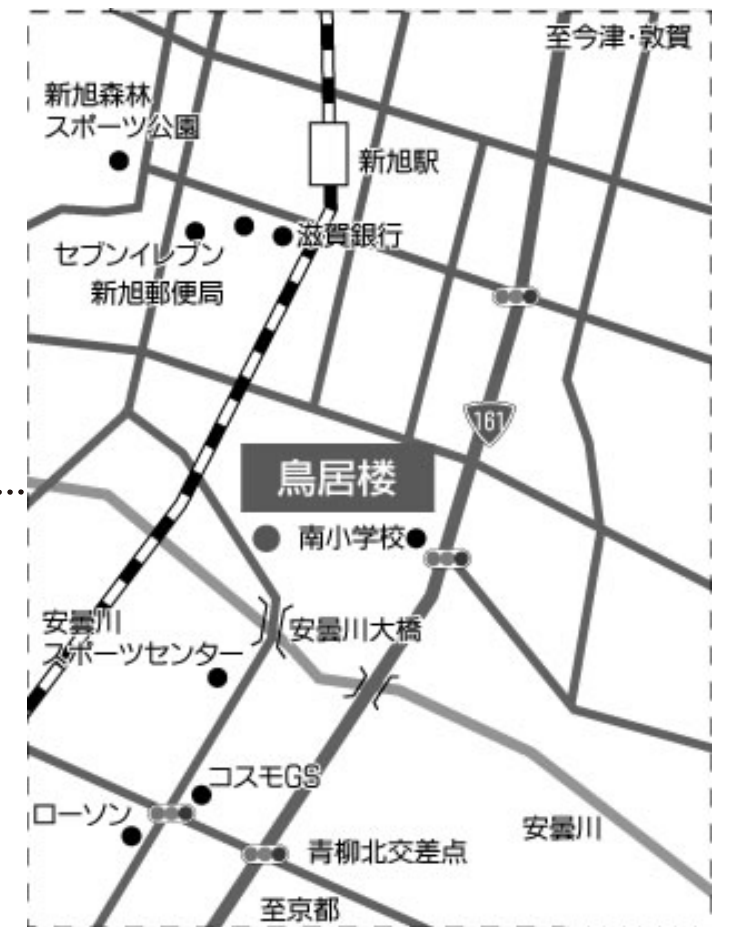 至今津・敦賀
新旭森林
スポーツ公園
新旭駅
滋賀銀行
セブンイレブン
新旭郵便局
161
鳥居楼
南小学校
安曇川
スポーツセンター
安曇川大橋
コスモGS
ローソン
安曇川
青柳北交差点
至京都